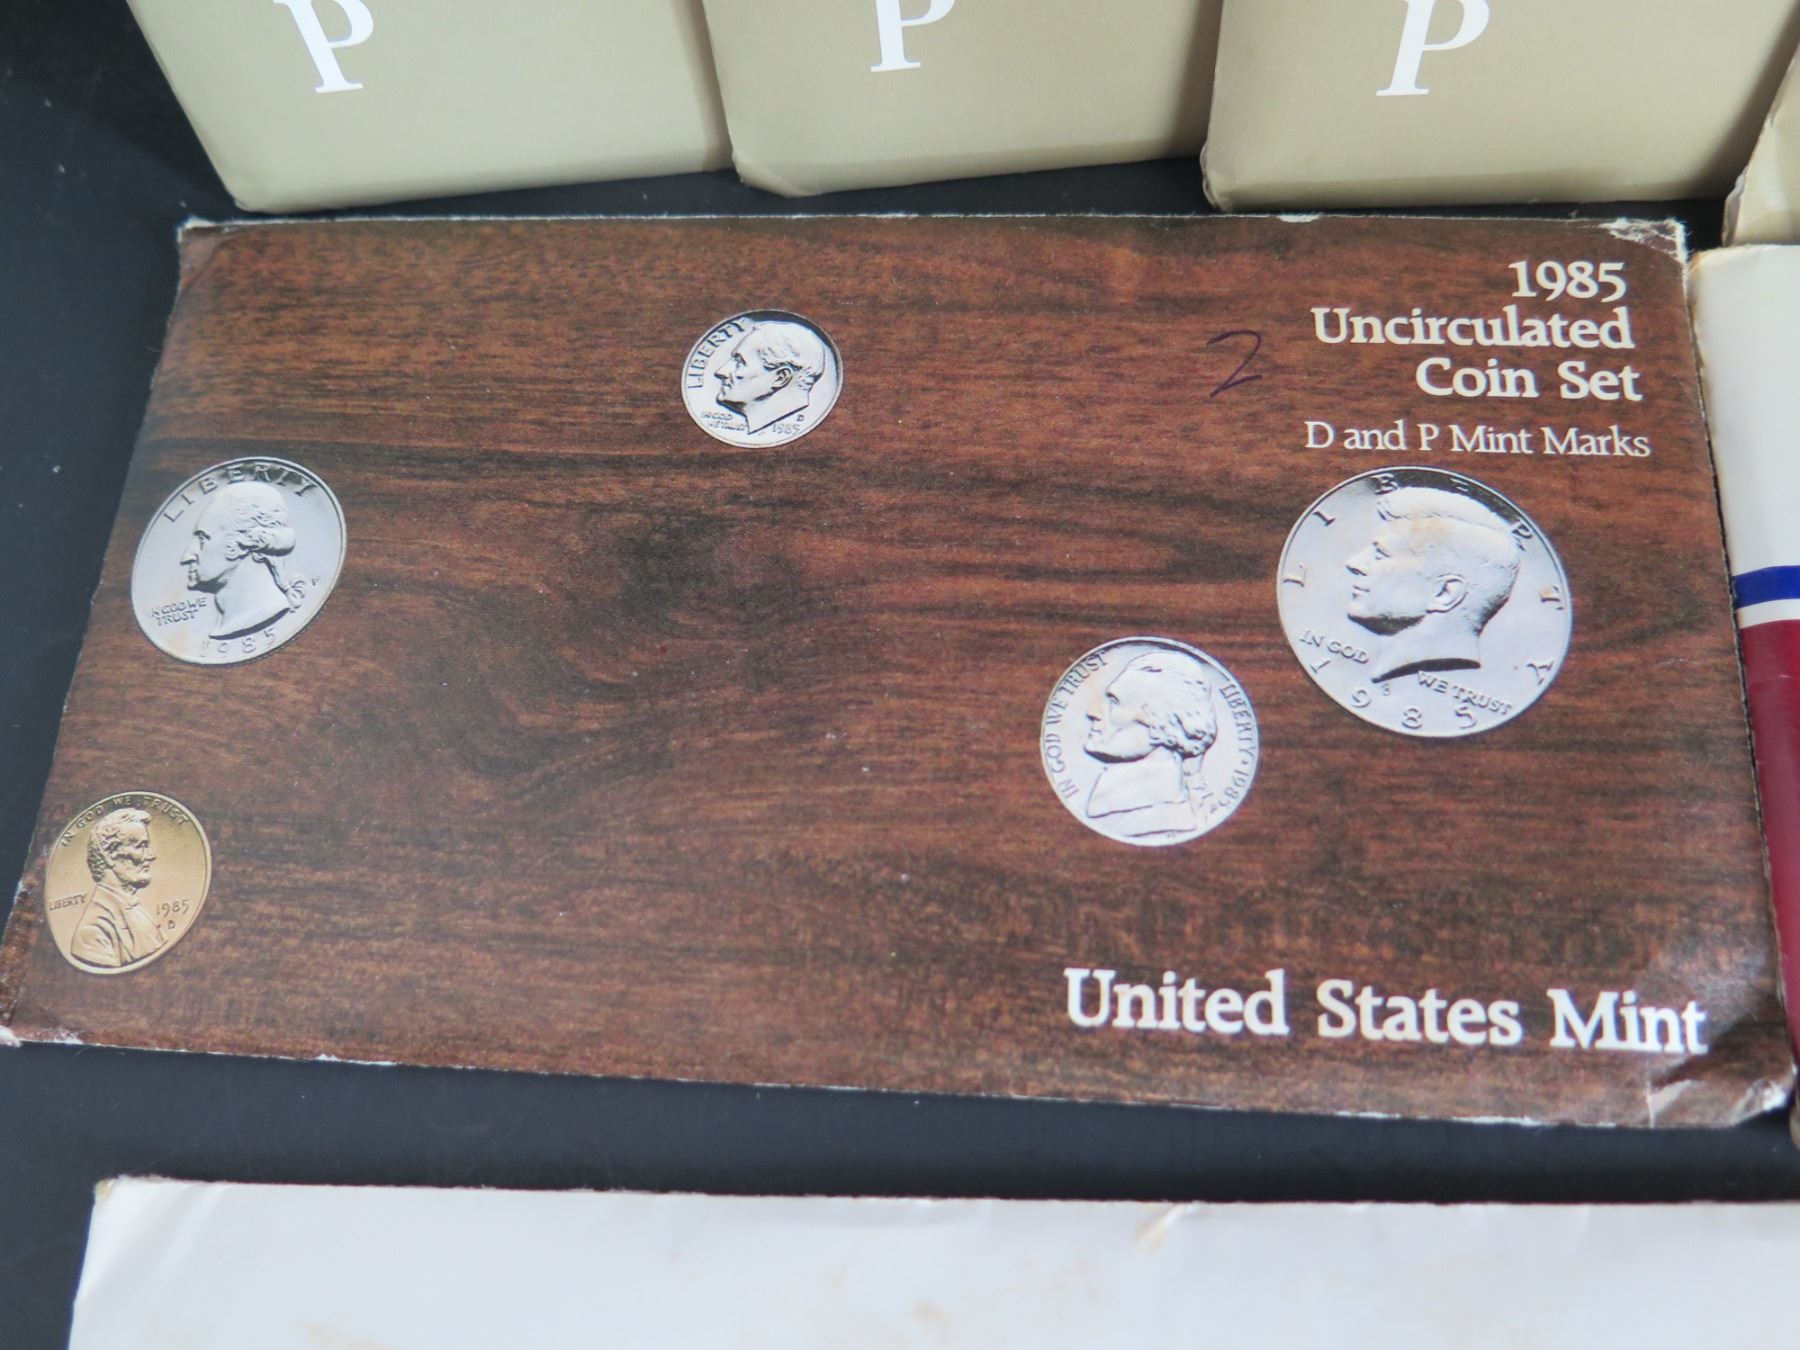 P
P
P
1985
Uncirculated
Coin Set
D and P Mint Marks
2
LIBERTY
IN GOD
WE TRUST
D
1985
LIBERTY
IN GOD WE
TRUST
P
1985
LIBERTY
IN GOD
WE TRUST
1985
IN GOD WE TRUST
LIBERTY • 1985
P
IN GOD WE TRUST
LIBERTY
1985
D
United States Mint